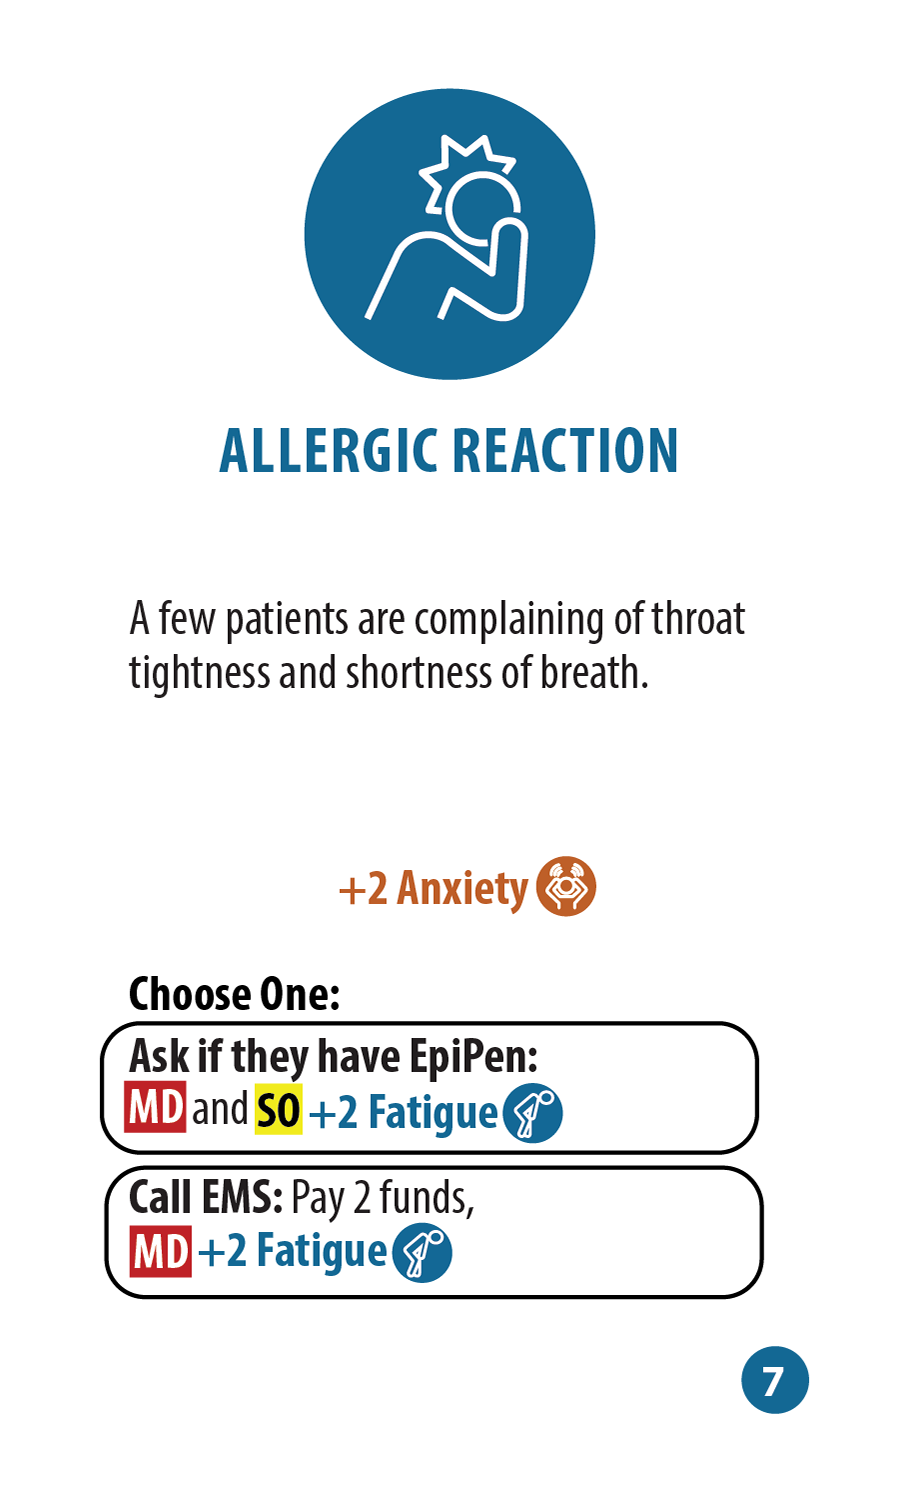 ALLERGIC REACTION
A few patients are complaining of throat
tightness and shortness of breath.
+2 Anxiety
Choose One:
Ask if they have EpiPen:
MD and SO +2 Fatigue
Call EMS: Pay 2 funds,
MD +2 Fatigue
7